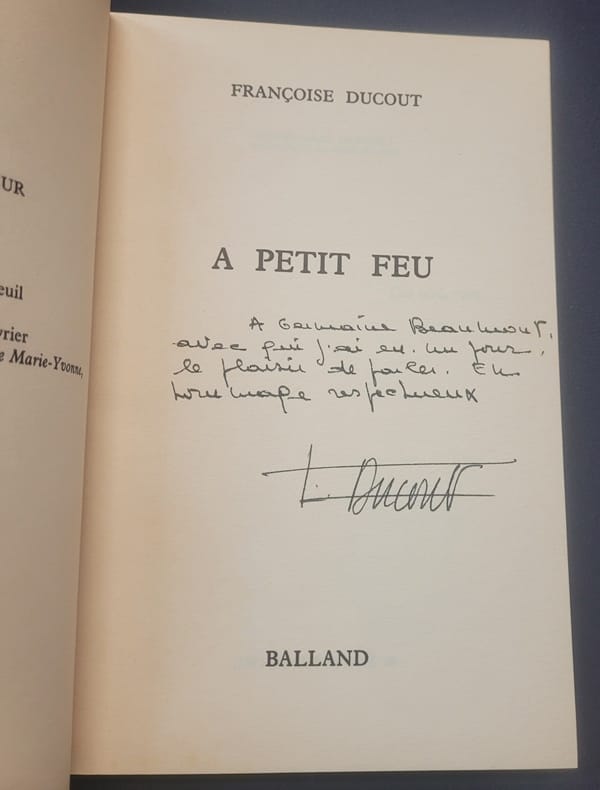 UR
euil
vrier
e Marie-Yvonne,
FRANÇOISE DUCOUT
A PETIT FEU
A Germaine Beaumont,
avec qui j'ai eu, un jour,
le plaisir de parler. En
hommage respectueux
F. Ducout
BALLAND